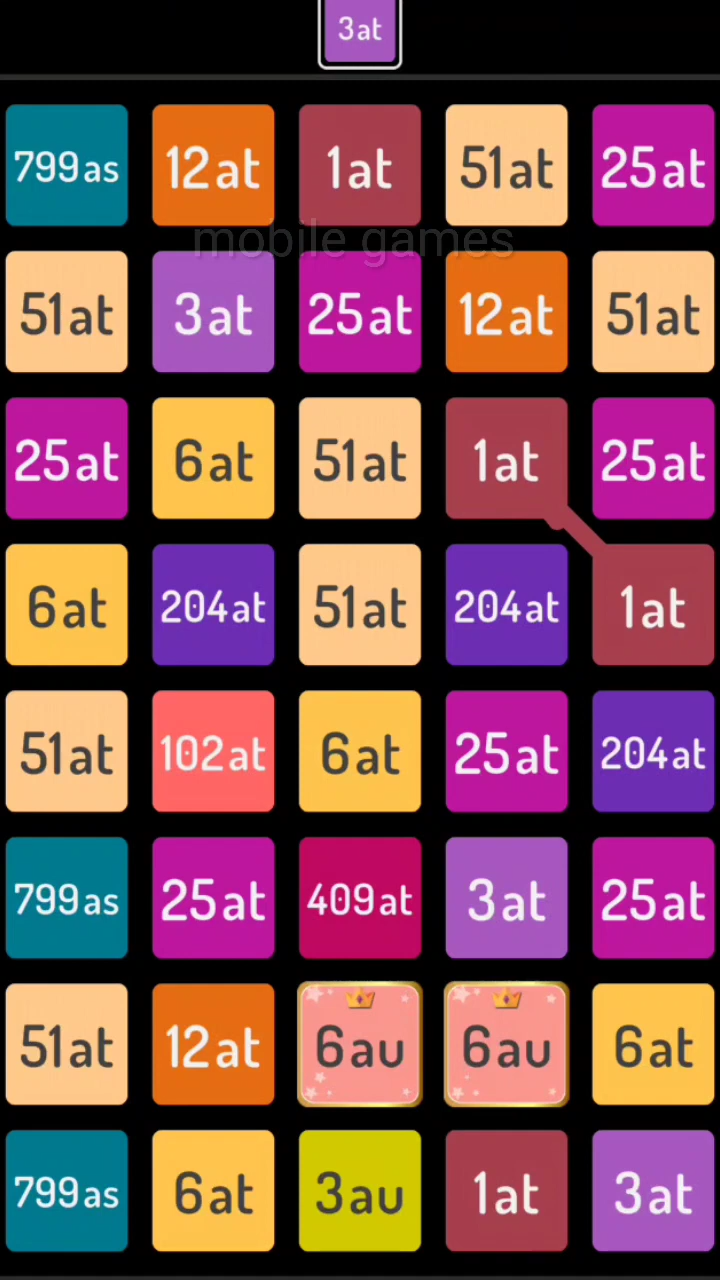 3at
799as 12at 1at 51at 25at
mobile games
51at 3at 25at 12at 51at
25at 6at 51at 1at 25at
6at 204at 51at 204at 1at
51at 102at 6at 25at 204at
799as 25at 409at 3at 25at
51at 12at 6au 6au 6at
799as 6at 3au 1at 3at